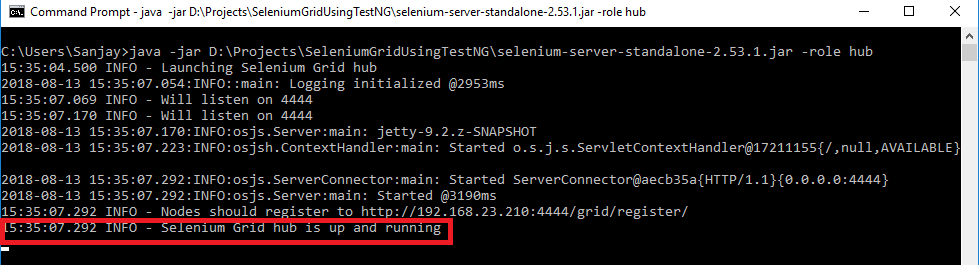 Command Prompt - java -jar D:\Projects\SeleniumGridUsingTestNG\selenium-server-standalone-2.53.1.jar -role hub
C:\Users\Sanjay>java -jar D:\Projects\SeleniumGridUsingTestNG\selenium-server-standalone-2.53.1.jar -role hub
15:35:04.500 INFO - Launching Selenium Grid hub
2018-08-13 15:35:07.054:INFO::main: Logging initialized @2953ms
15:35:07.069 INFO - Will listen on 4444
15:35:07.170 INFO - Will listen on 4444
2018-08-13 15:35:07.170:INFO:osjs.Server:main: jetty-9.2.z-SNAPSHOT
2018-08-13 15:35:07.223:INFO:osjsh.ContextHandler:main: Started o.s.j.s.ServletContextHandler@17211155{/,null,AVAILABLE}
2018-08-13 15:35:07.292:INFO:osjs.ServerConnector:main: Started ServerConnector@aecb35a{HTTP/1.1}{0.0.0.0:4444}
2018-08-13 15:35:07.292:INFO:osjs.Server:main: Started @3190ms
15:35:07.292 INFO - Nodes should register to http://192.168.23.210:4444/grid/register/
15:35:07.292 INFO - Selenium Grid hub is up and running